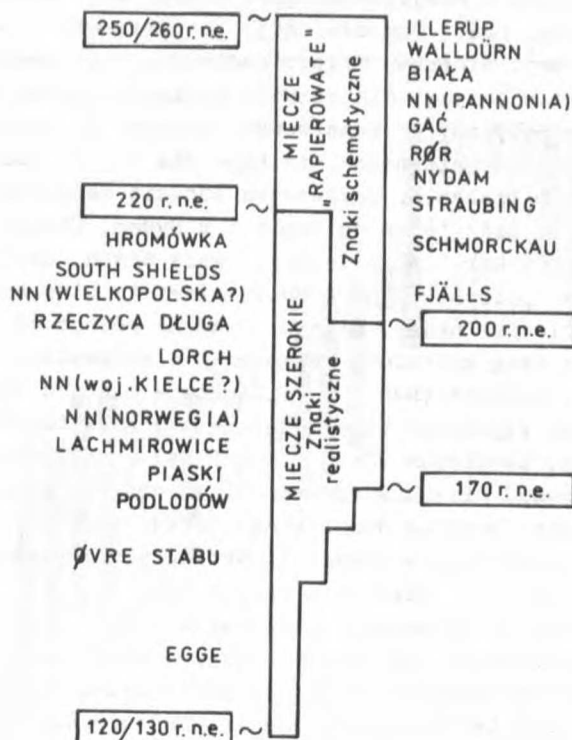 250/260 r. n.e.
MIECZE
"RAPIEROWATE"
Znaki schematyczne
ILLERUP
WALLDÜRN
BIAŁA
NN (PANNONIA)
GAĆ
RØR
NYDAM
STRAUBING
SCHMORCKAU
220 r. n.e.
HROMÓWKA
SOUTH SHIELDS
NN (WIELKOPOLSKA?)
RZECZYCA DŁUGA
LORCH
NN (woj. KIELCE?)
NN (NORWEGIA)
LACHMIROWICE
PIASKI
PODLODÓW
ØVRE STABU
EGGE
120/130 r. n.e.
MIECZE SZEROKIE
Znaki
realistyczne
FJÄLLS
200 r. n.e.
170 r. n.e.